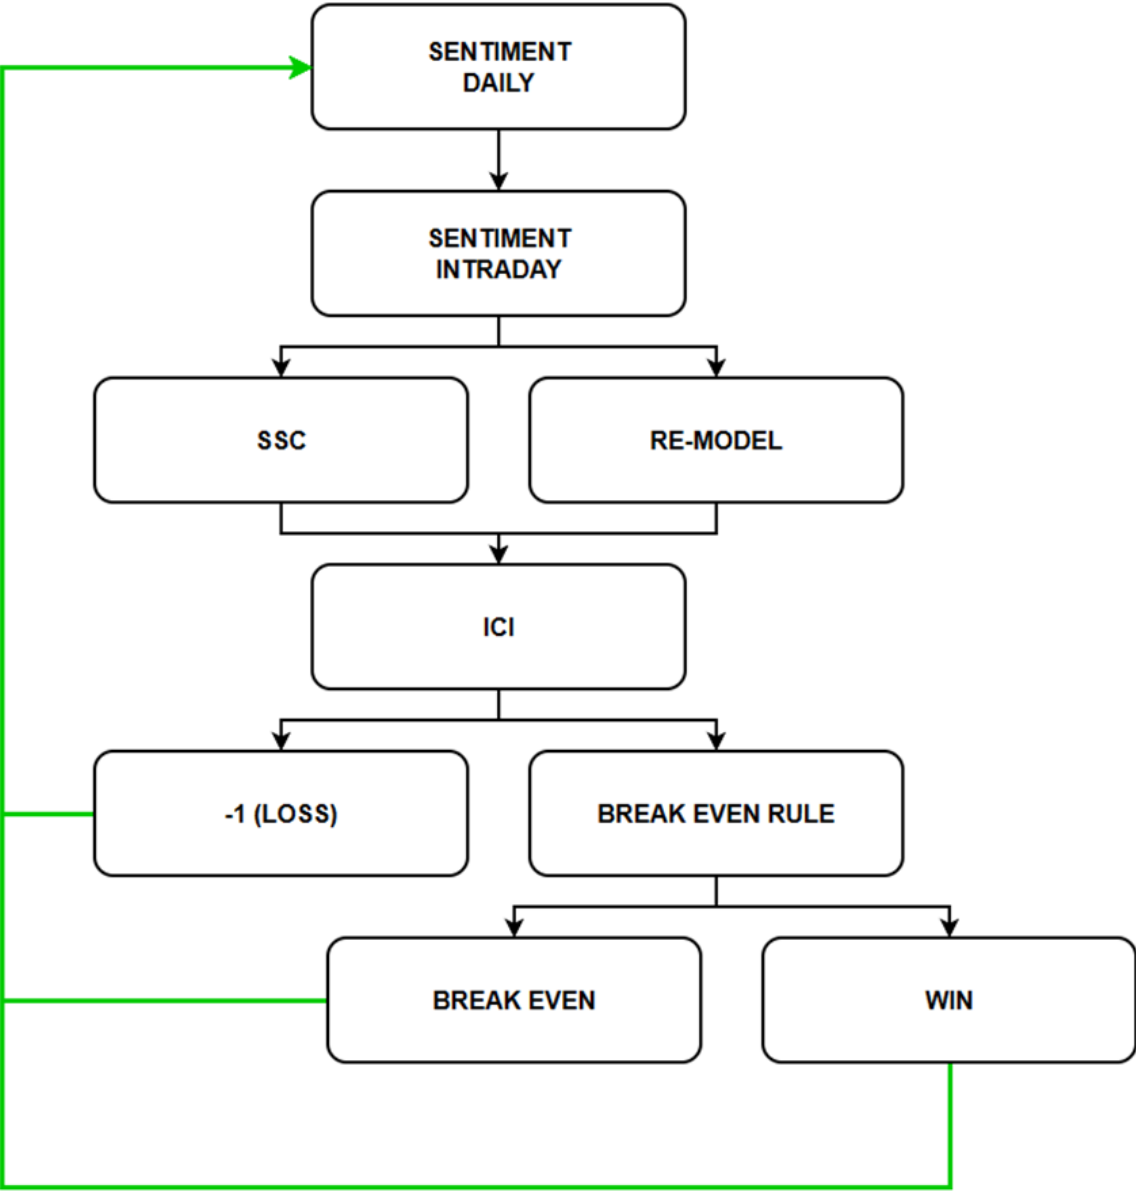 SENTIMENT
DAILY
SENTIMENT
INTRADAY
SSC
RE-MODEL
ICI
-1 (LOSS)
BREAK EVEN RULE
BREAK EVEN
WIN